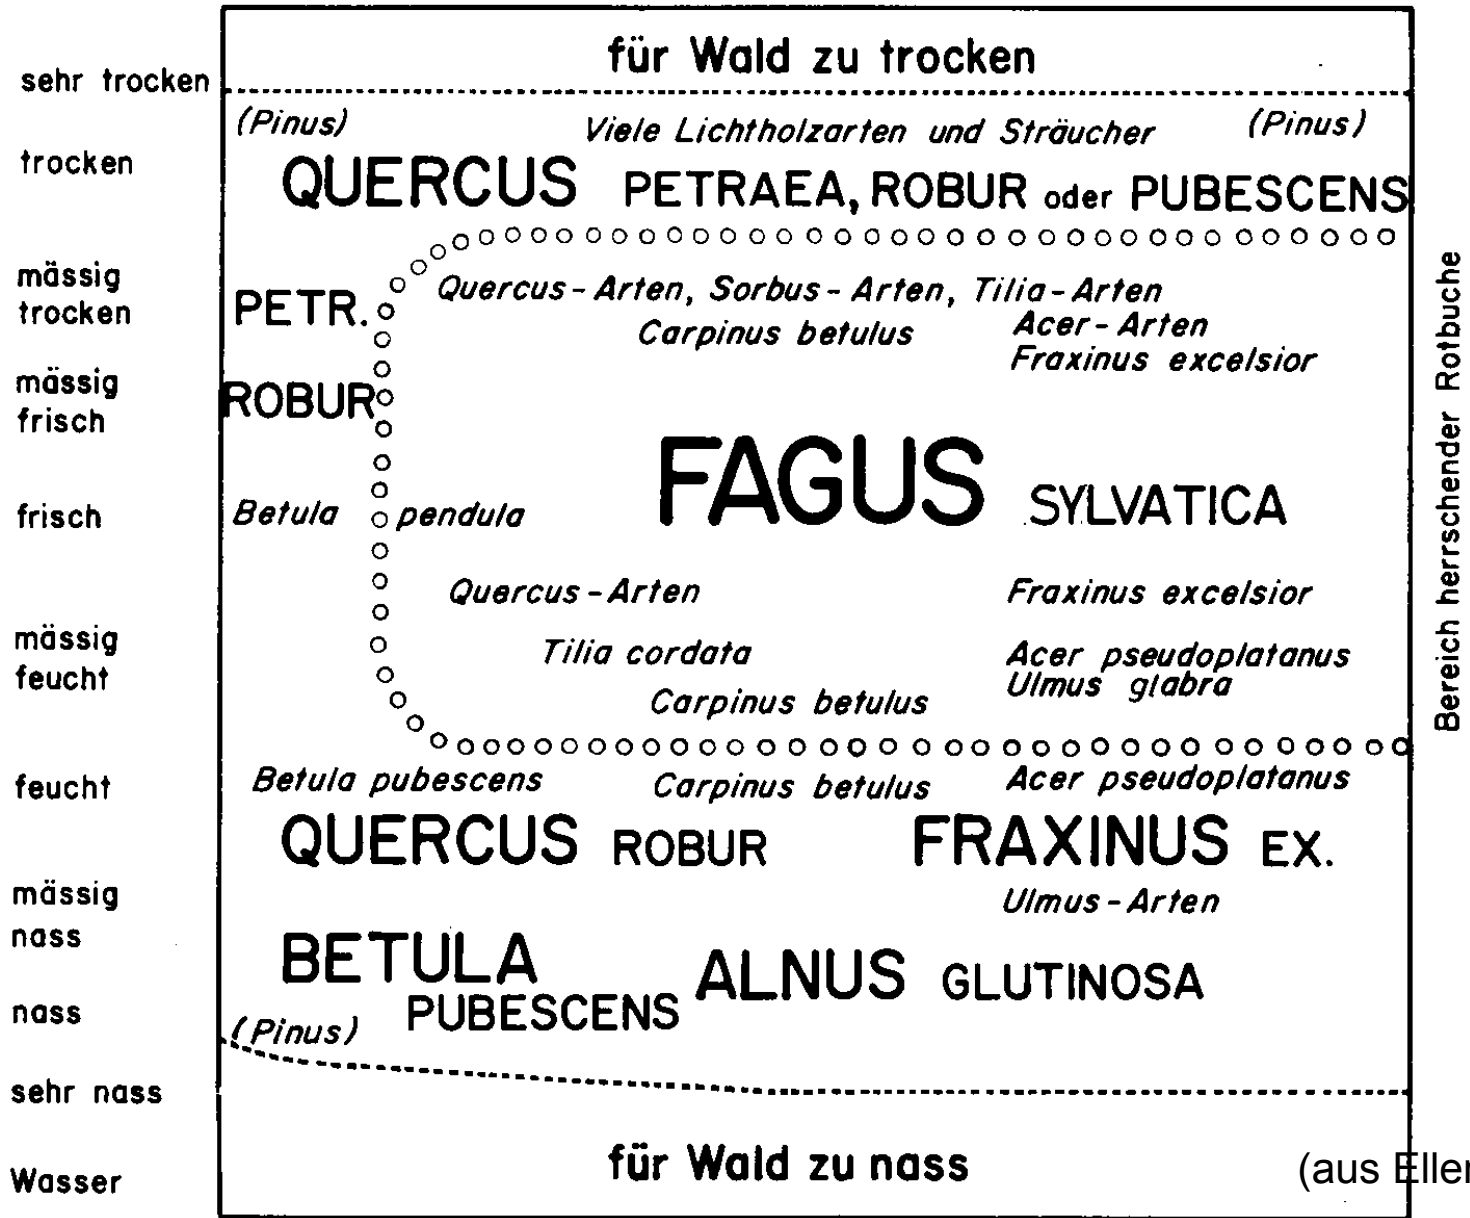 für Wald zu trocken
sehr trocken
(Pinus) Viele Lichtholzarten und Sträucher (Pinus)
trocken
QUERCUS PETRAEA, ROBUR oder PUBESCENS
mässig
trocken
PETR.
Quercus-Arten, Sorbus-Arten, Tilia-Arten
Carpinus betulus
Acer-Arten
Fraxinus excelsior
mässig
frisch
ROBUR
FAGUS SYLVATICA
frisch
Betula pendula
Quercus-Arten
Fraxinus excelsior
mässig
feucht
Tilia cordata
Acer pseudoplatanus
Ulmus glabra
Carpinus betulus
feucht
Betula pubescens Carpinus betulus Acer pseudoplatanus
QUERCUS ROBUR FRAXINUS EX.
mässig
nass
Ulmus-Arten
BETULA
PUBESCENS
ALNUS GLUTINOSA
nass
(Pinus)
sehr nass
für Wald zu nass
Wasser
(aus
Bereich herrschender Rotbuche